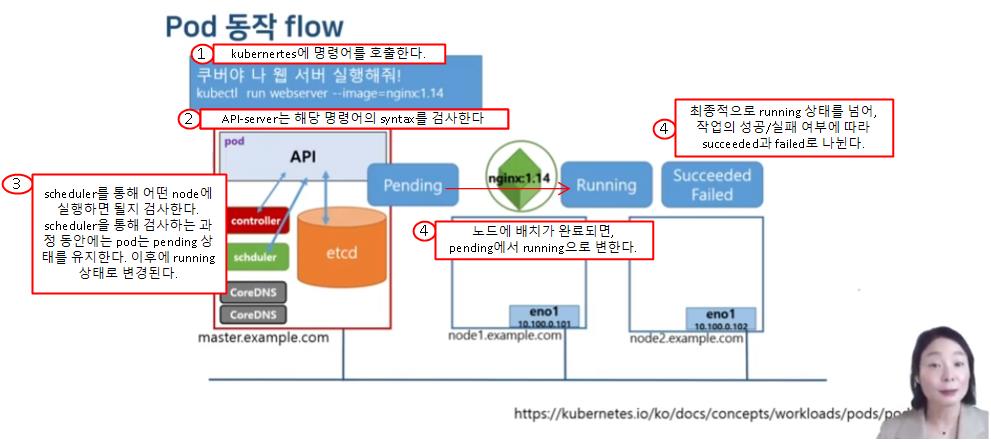 Pod 동작 flow
1
kubernertes에 명령어를 호출한다.
쿠버야 나 웹 서버 실행해줘!
kubectl run webserver --image=nginx:1.14
2
API-server는 해당 명령어의 syntax를 검사한다
4
최종적으로 running 상태를 넘어,
작업의 성공/실패 여부에 따라
succeeded과 failed로 나뉜다.
pod
API
Pending
nginx:1.14
Running
Succeeded
Failed
3
scheduler를 통해 어떤 node에
실행하면 될지 검사한다.
scheduler을 통해 검사하는 과
정 동안에는 pod는 pending 상
태를 유지한다. 이후에 running
상태로 변경된다.
controller
schduler
etcd
CoreDNS
CoreDNS
4
노드에 배치가 완료되면,
pending에서 running으로 변한다.
eno1
10.100.0.101
eno1
10.100.0.102
master.example.com
node1.example.com
node2.example.com
https://kubernetes.io/ko/docs/concepts/workloads/pods/pod